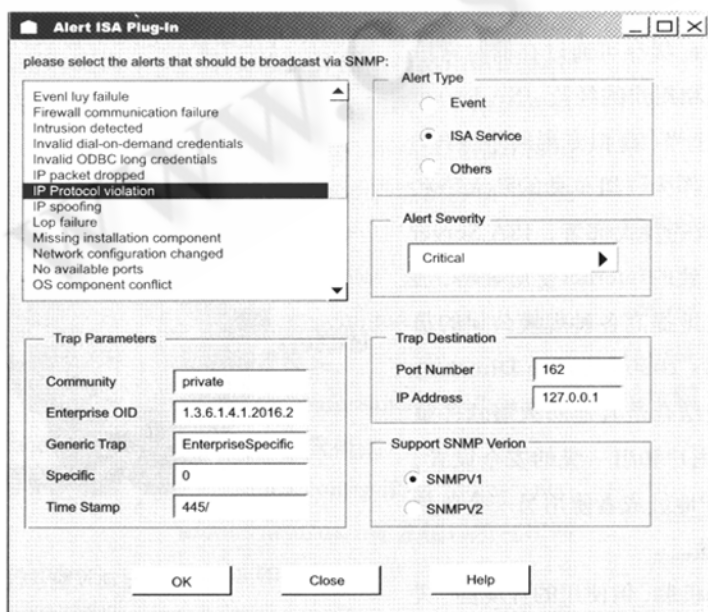 Alert ISA Plug-In
please select the alerts that should be broadcast via SNMP:
Evenl luy failule
Firewall communication failure
Intrusion detected
Invalid dial-on-demand credentials
Invalid ODBC long credentials
IP packet dropped
IP Protocol violation
IP spoofing
Lop failure
Missing installation component
Network configuration changed
No available ports
OS component conflict
Alert Type
Event
ISA Service
Others
Alert Severity
Critical
Trap Parameters
Community private
Enterprise OID 1.3.6.1.4.1.2016.2
Generic Trap EnterpriseSpecific
Specific 0
Time Stamp 445/
Trap Destination
Port Number 162
IP Address 127.0.0.1
Support SNMP Verion
SNMPV1
SNMPV2
OK Close Help